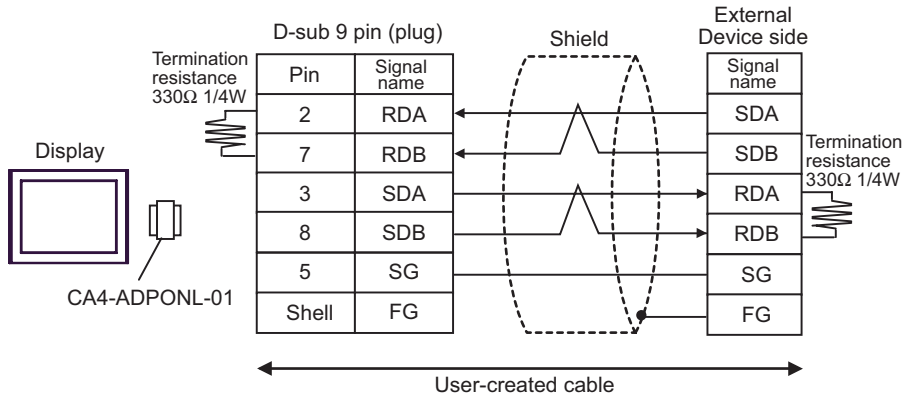 D-sub 9 pin (plug)
Shield
External
Device side
Termination
resistance
330Ω 1/4W
Pin
Signal
name
Signal
name
2
RDA
SDA
7
RDB
SDB
Termination
resistance
330Ω 1/4W
Display
3
SDA
RDA
8
SDB
RDB
5
SG
SG
CA4-ADPONL-01
Shell
FG
FG
User-created cable